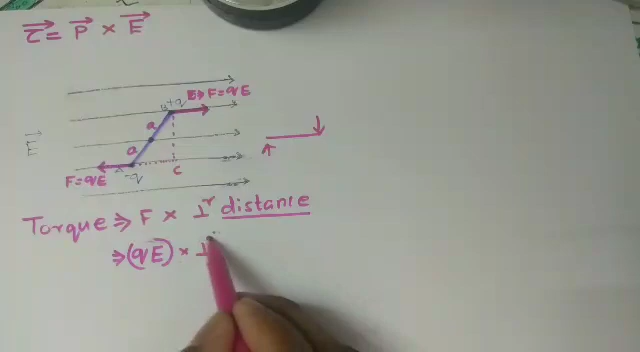 τ⃗ = P⃗ × E⃗
+q
B F=qE
a
E⃗
a
A
F=qE
-q
C
Torque ⇒ F × ⊥ʳ distance
⇒ (qE) × ⊥